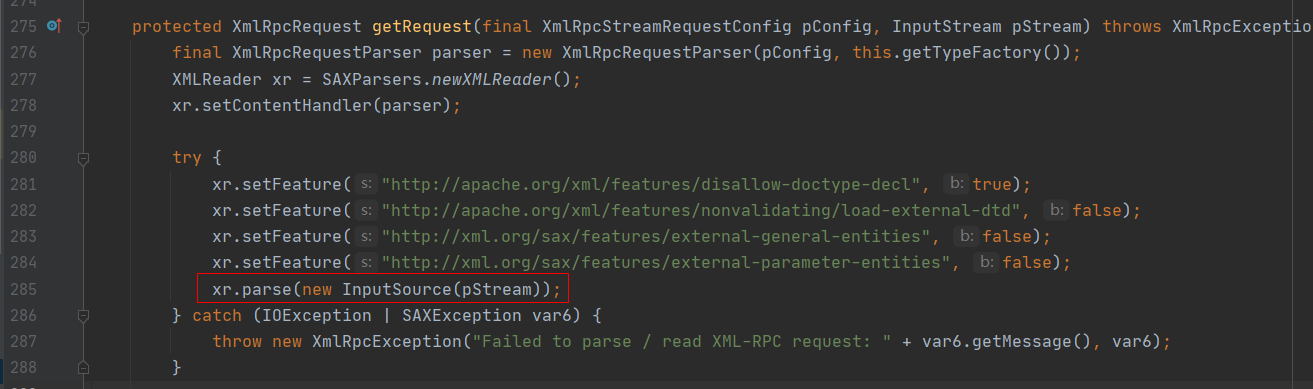 275 protected XmlRpcRequest getRequest(final XmlRpcStreamRequestConfig pConfig, InputStream pStream) throws XmlRpcException
276 final XmlRpcRequestParser parser = new XmlRpcRequestParser(pConfig, this.getTypeFactory());
277 XMLReader xr = SAXParsers.newXMLReader();
278 xr.setContentHandler(parser);
279
280 try {
281 xr.setFeature( s: "http://apache.org/xml/features/disallow-doctype-decl", b: true);
282 xr.setFeature( s: "http://apache.org/xml/features/nonvalidating/load-external-dtd", b: false);
283 xr.setFeature( s: "http://xml.org/sax/features/external-general-entities", b: false);
284 xr.setFeature( s: "http://xml.org/sax/features/external-parameter-entities", b: false);
285 xr.parse(new InputSource(pStream));
286 } catch (IOException | SAXException var6) {
287 throw new XmlRpcException("Failed to parse / read XML-RPC request: " + var6.getMessage(), var6);
288 }